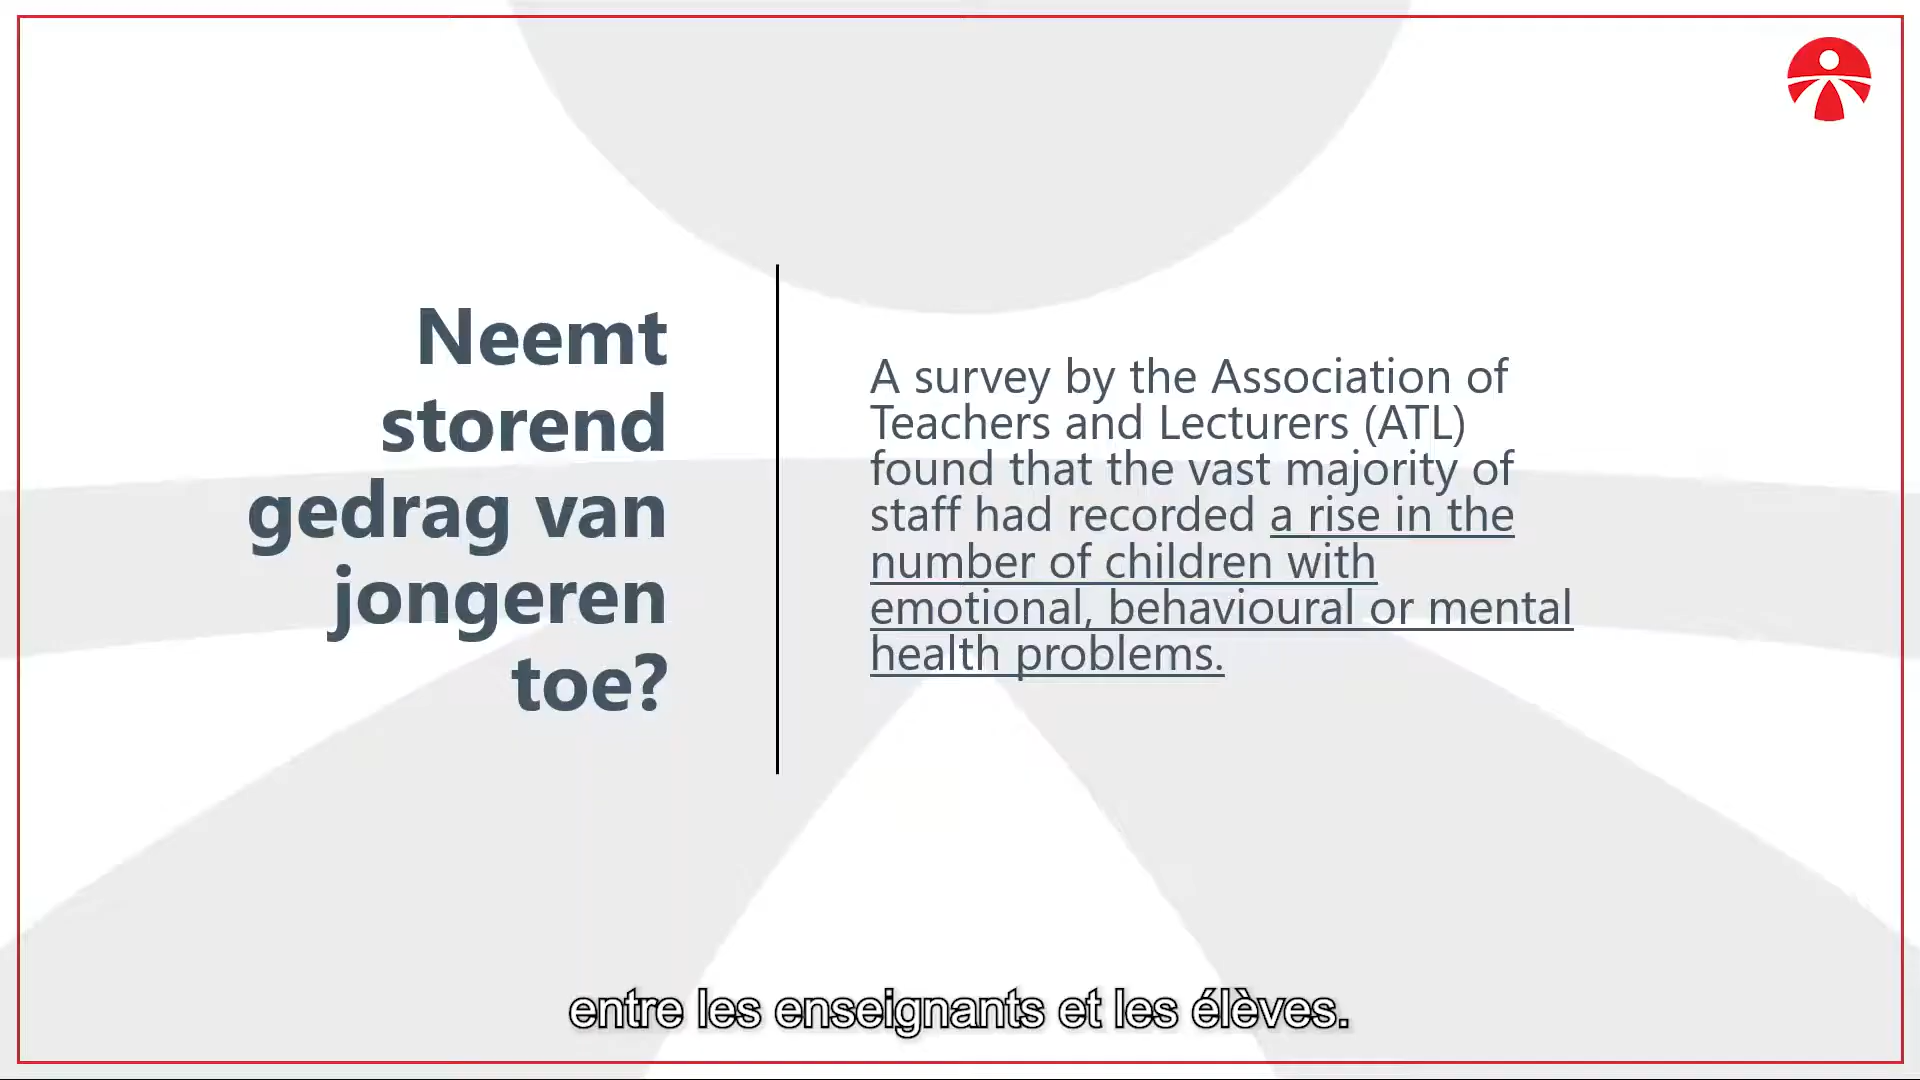 Neemt
storend
gedrag van
jongeren
toe?
A survey by the Association of
Teachers and Lecturers (ATL)
found that the vast majority of
staff had recorded a rise in the
number of children with
emotional, behavioural or mental
health problems.
entre les enseignants et les élèves.